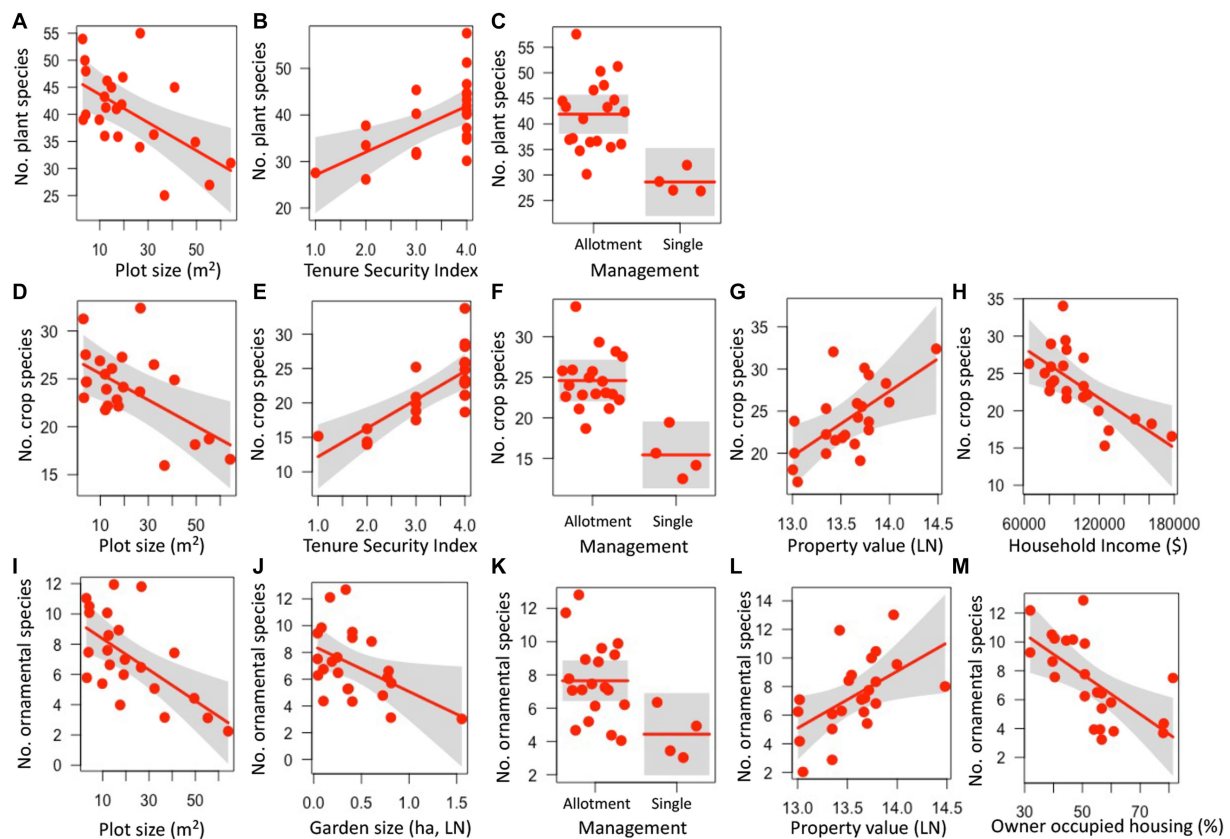 A
No. plant species
55
50
45
40
35
30
25
10
30
50
Plot size (m²)
B
No. plant species
50
40
30
20
1.0
2.0
3.0
4.0
Tenure Security Index
C
No. plant species
55
50
45
40
35
30
25
Allotment
Single
Management
D
No. crop species
30
25
20
15
10
30
50
Plot size (m²)
E
No. crop species
30
25
20
15
10
1.0
2.0
3.0
4.0
Tenure Security Index
F
No. crop species
30
25
20
15
Allotment
Single
Management
G
No. crop species
35
30
25
20
13.0
13.5
14.0
14.5
Property value (LN)
H
No. crop species
35
30
25
20
15
10
60000
120000
180000
Household Income ($)
I
No. ornamental species
12
10
8
6
4
2
0
10
30
50
Plot size (m²)
J
No. ornamental species
12
10
8
6
4
2
0
0.0
0.5
1.0
1.5
Garden size (ha, LN)
K
No. ornamental species
12
10
8
6
4
2
Allotment
Single
Management
L
No. ornamental species
14
12
10
8
6
4
2
13.0
13.5
14.0
14.5
Property value (LN)
M
No. ornamental species
12
10
8
6
4
2
30
50
70
Owner occupied housing (%)